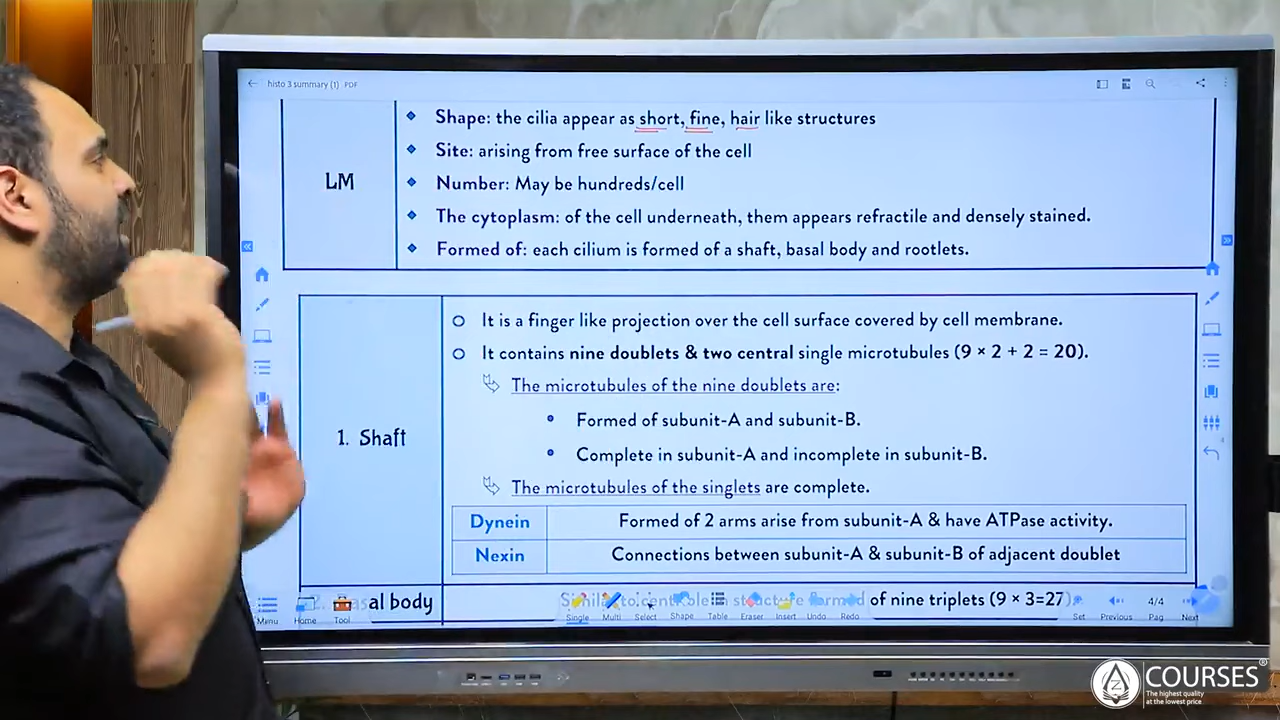 histo 3 summary (1) PDF
LM
Shape: the cilia appear as short, fine, hair like structures
Site: arising from free surface of the cell
Number: May be hundreds/cell
The cytoplasm: of the cell underneath, them appears refractile and densely stained.
Formed of: each cilium is formed of a shaft, basal body and rootlets.
1. Shaft
It is a finger like projection over the cell surface covered by cell membrane.
It contains nine doublets & two central single microtubules (9 × 2 + 2 = 20).
The microtubules of the nine doublets are:
Formed of subunit-A and subunit-B.
Complete in subunit-A and incomplete in subunit-B.
The microtubules of the singlets are complete.
Dynein Formed of 2 arms arise from subunit-A & have ATPase activity.
Nexin Connections between subunit-A & subunit-B of adjacent doublet
al body
of nine triplets (9 × 3=27).
Menu Home Tool Single Multi Select Shape Table Eraser Insert Undo Redo Set Previous Pag Next
4/4
COURSES®
The highest quality
at the lowest price